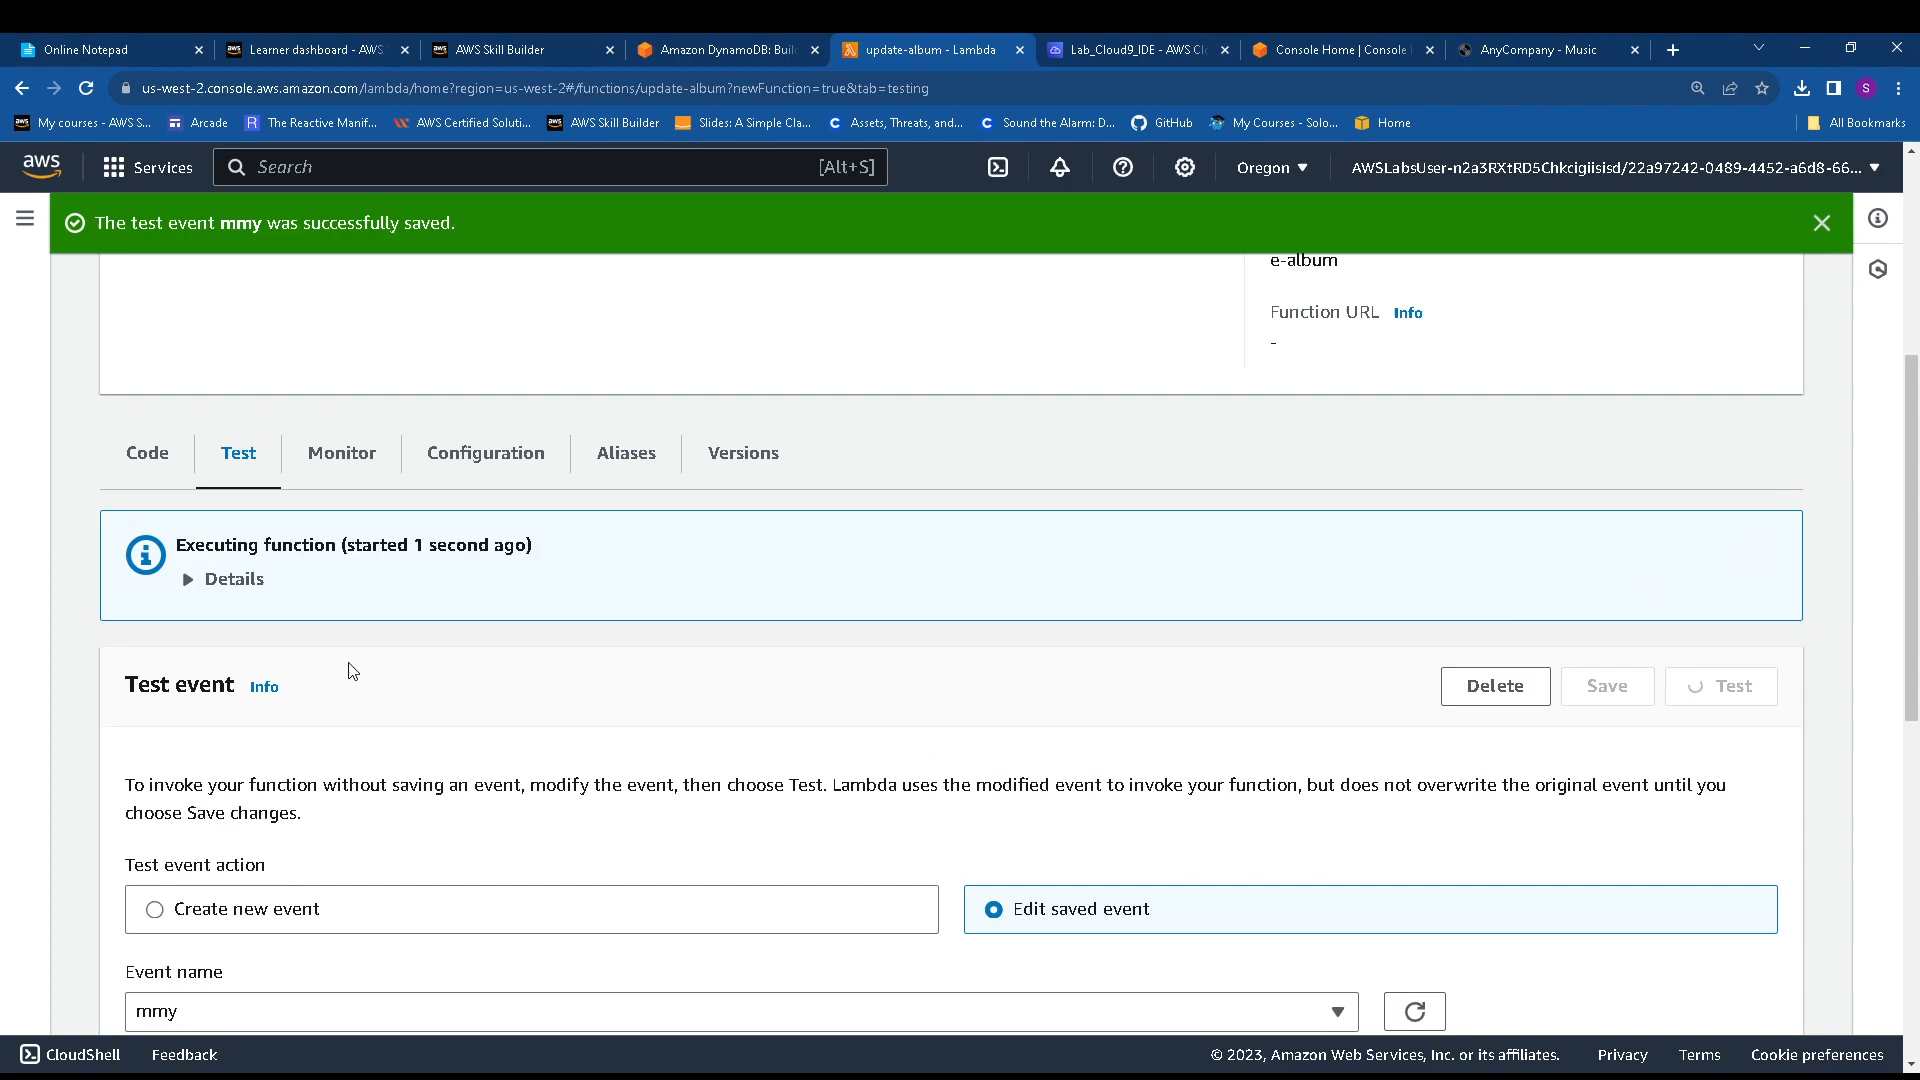 Online Notepad
Learner dashboard - AWS
AWS Skill Builder
Amazon DynamoDB: Buil
update-album - Lambda
Lab_Cloud9_IDE - AWS Cl
Console Home | Console
AnyCompany - Music
us-west-2.console.aws.amazon.com/lambda/home?region=us-west-2#/functions/update-album?newFunction=true&tab=testing
S
My courses - AWS S...
Arcade
The Reactive Manif...
AWS Certified Soluti...
AWS Skill Builder
Slides: A Simple Cla...
Assets, Threats, and...
Sound the Alarm: D...
GitHub
My Courses - Solo...
Home
All Bookmarks
aws
Services
Search
[Alt+S]
Oregon
AWSLabsUser-n2a3RXtRD5Chkcigiisisd/22a97242-0489-4452-a6d8-66...
The test event mmy was successfully saved.
e-album
Function URL Info
-
Code
Test
Monitor
Configuration
Aliases
Versions
Executing function (started 1 second ago)
Details
Test event Info
Delete
Save
Test
To invoke your function without saving an event, modify the event, then choose Test. Lambda uses the modified event to invoke your function, but does not overwrite the original event until you
choose Save changes.
Test event action
Create new event
Edit saved event
Event name
mmy
CloudShell
Feedback
© 2023, Amazon Web Services, Inc. or its affiliates.
Privacy
Terms
Cookie preferences